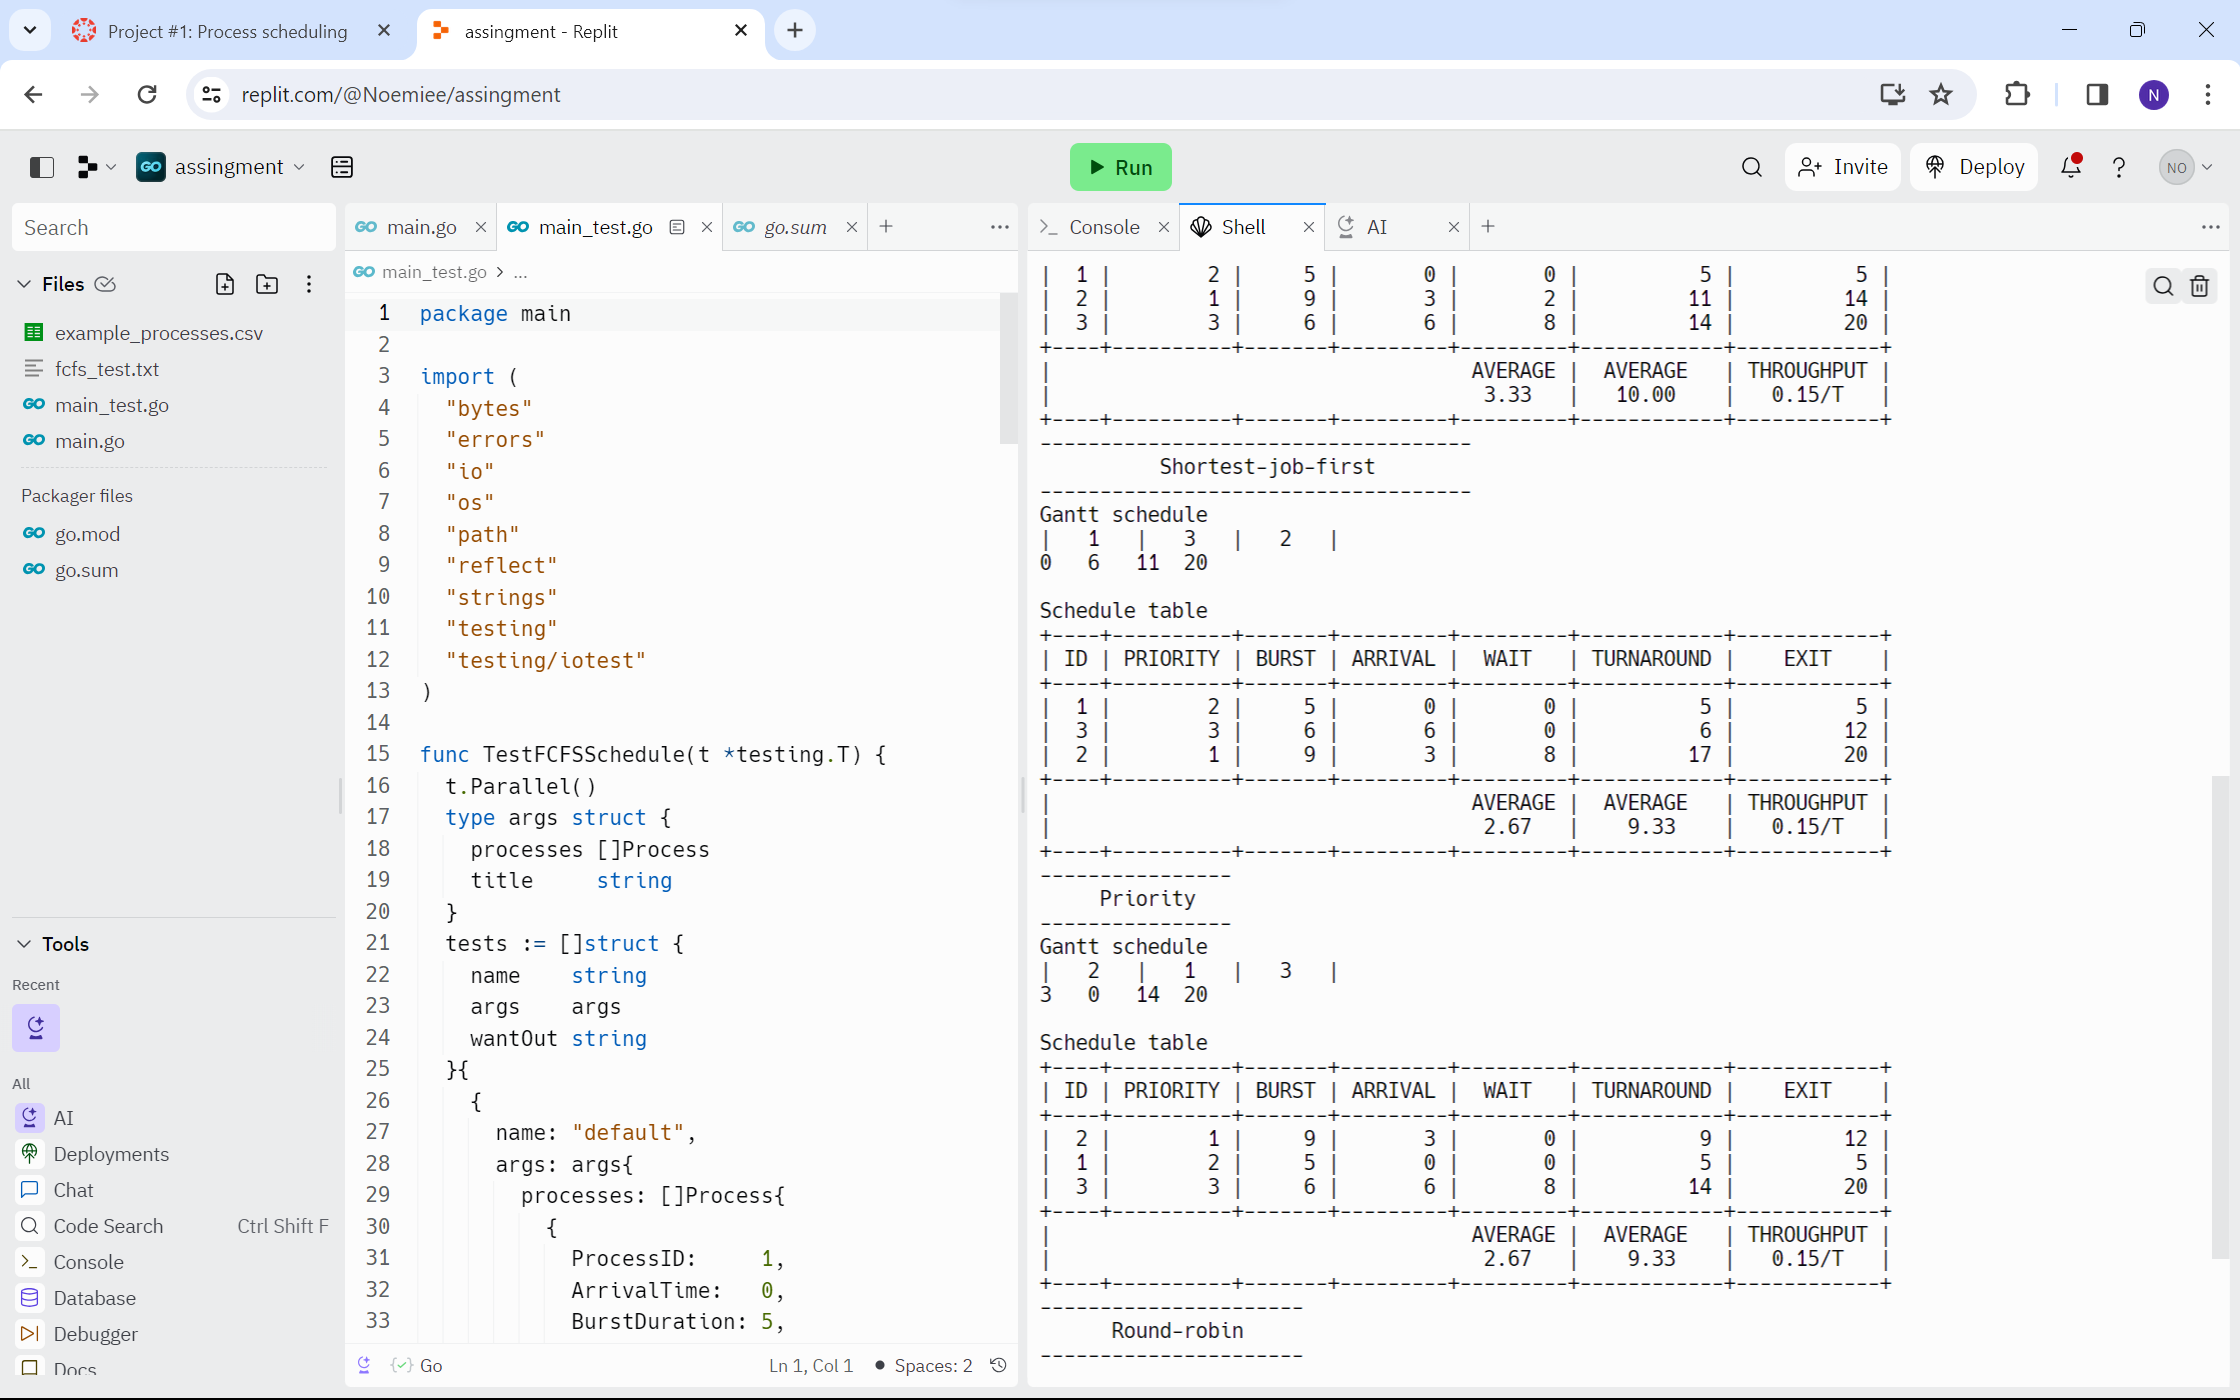 Project #1: Process scheduling
assingment - Replit
replit.com/@Noemiee/assingment
N
GO assingment
Run
Invite
Deploy
NO
Search
Files
example_processes.csv
fcfs_test.txt
GO main_test.go
GO main.go
Packager files
GO go.mod
GO go.sum
Tools
Recent
All
AI
Deployments
Chat
Code Search Ctrl Shift F
Console
Database
Debugger
Docs
GO main.go
GO main_test.go
GO go.sum
GO main_test.go > ...
1 package main
2
3 import (
4 "bytes"
5 "errors"
6 "io"
7 "os"
8 "path"
9 "reflect"
10 "strings"
11 "testing"
12 "testing/iotest"
13 )
14
15 func TestFCFSSchedule(t *testing.T) {
16 t.Parallel()
17 type args struct {
18 processes []Process
19 title string
20 }
21 tests := []struct {
22 name string
23 args args
24 wantOut string
25 }{
26 {
27 name: "default",
28 args: args{
29 processes: []Process{
30 {
31 ProcessID: 1,
32 ArrivalTime: 0,
33 BurstDuration: 5,
Go
Ln 1, Col 1
Spaces: 2
Console
Shell
AI
| 1 | 2 | 5 | 0 | 0 | 5 | 5 |
| 2 | 1 | 9 | 3 | 2 | 11 | 14 |
| 3 | 3 | 6 | 6 | 8 | 14 | 20 |
+----+----------+-------+---------+---------+------------+------------+
| AVERAGE | AVERAGE | THROUGHPUT |
| 3.33 | 10.00 | 0.15/T |
+----+----------+-------+---------+---------+------------+------------+
------------------------------------
Shortest-job-first
------------------------------------
Gantt schedule
| 1 | 3 | 2 |
0 6 11 20
Schedule table
+----+----------+-------+---------+---------+------------+------------+
| ID | PRIORITY | BURST | ARRIVAL | WAIT | TURNAROUND | EXIT |
+----+----------+-------+---------+---------+------------+------------+
| 1 | 2 | 5 | 0 | 0 | 5 | 5 |
| 3 | 3 | 6 | 6 | 0 | 6 | 12 |
| 2 | 1 | 9 | 3 | 8 | 17 | 20 |
+----+----------+-------+---------+---------+------------+------------+
| AVERAGE | AVERAGE | THROUGHPUT |
| 2.67 | 9.33 | 0.15/T |
+----+----------+-------+---------+---------+------------+------------+
----------------
Priority
----------------
Gantt schedule
| 2 | 1 | 3 |
3 0 14 20
Schedule table
+----+----------+-------+---------+---------+------------+------------+
| ID | PRIORITY | BURST | ARRIVAL | WAIT | TURNAROUND | EXIT |
+----+----------+-------+---------+---------+------------+------------+
| 2 | 1 | 9 | 3 | 0 | 9 | 12 |
| 1 | 2 | 5 | 0 | 0 | 5 | 5 |
| 3 | 3 | 6 | 6 | 8 | 14 | 20 |
+----+----------+-------+---------+---------+------------+------------+
| AVERAGE | AVERAGE | THROUGHPUT |
| 2.67 | 9.33 | 0.15/T |
+----+----------+-------+---------+---------+------------+------------+
----------------------
Round-robin
----------------------